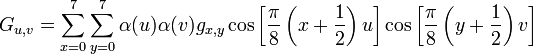 G_{u,v} = \sum_{x=0}^{7} \sum_{y=0}^{7} \alpha(u)\alpha(v) g_{x,y} \cos\left[\frac{\pi}{8}\left(x+\frac{1}{2}\right)u\right] \cos\left[\frac{\pi}{8}\left(y+\frac{1}{2}\right)v\right]